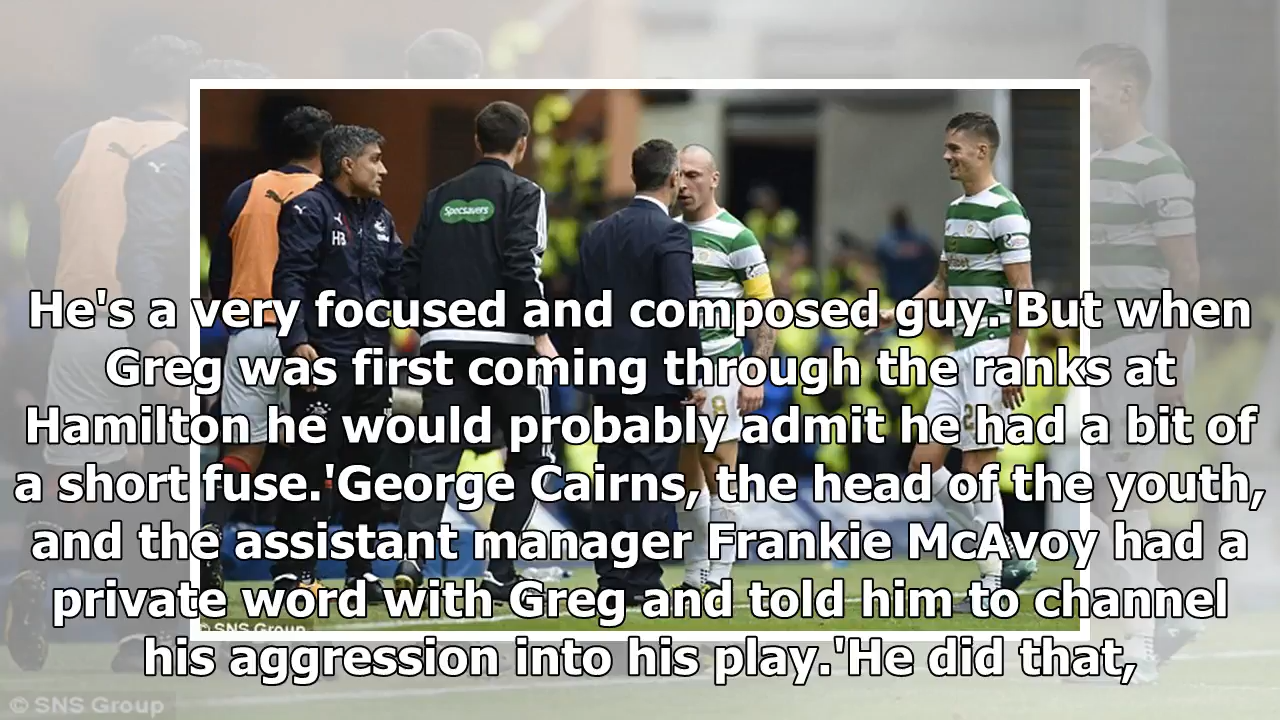 Specsavers
HB
He's a very focused and composed guy.'But when
Greg was first coming through the ranks at
Hamilton he would probably admit he had a bit of
a short fuse.'George Cairns, the head of the youth,
and the assistant manager Frankie McAvoy had a
private word with Greg and told him to channel
his aggression into his play.'He did that,
© SNS Group
© SNS Group